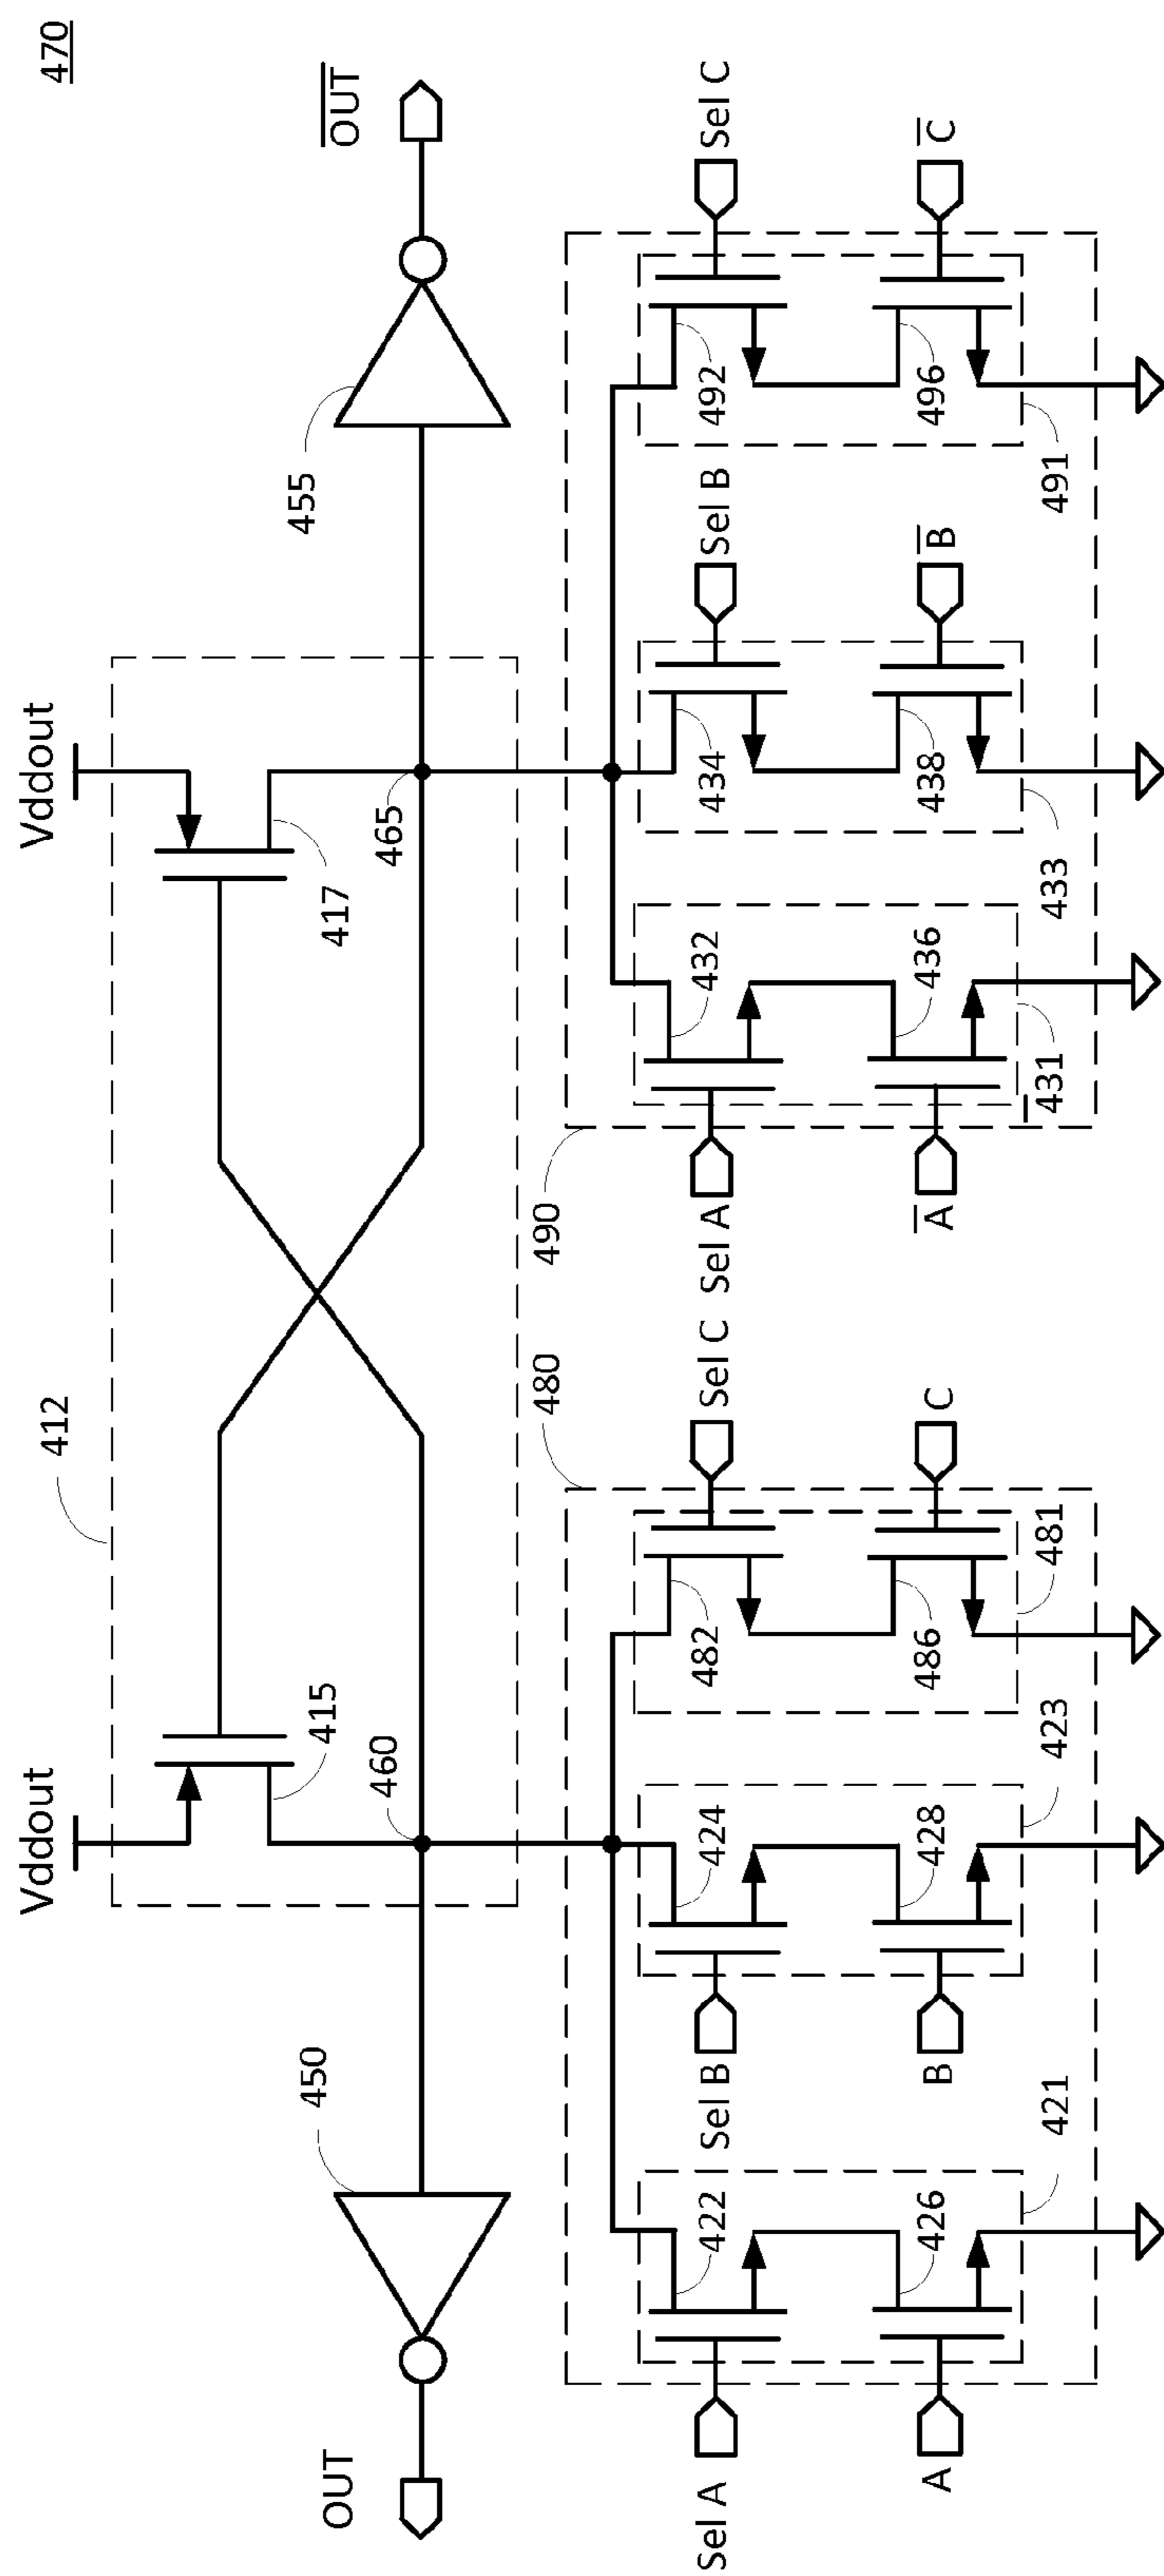 470
Vddout
Vddout
412
415
417
450
455
460
465
OUT
O̅U̅T̅
480
490
Sel A
422
Sel B
424
482
Sel C
Sel A
432
434
Sel B
492
Sel C
A
426
B
428
486
C
A̅
436
438
B̅
496
C̅
421
423
481
431
433
491